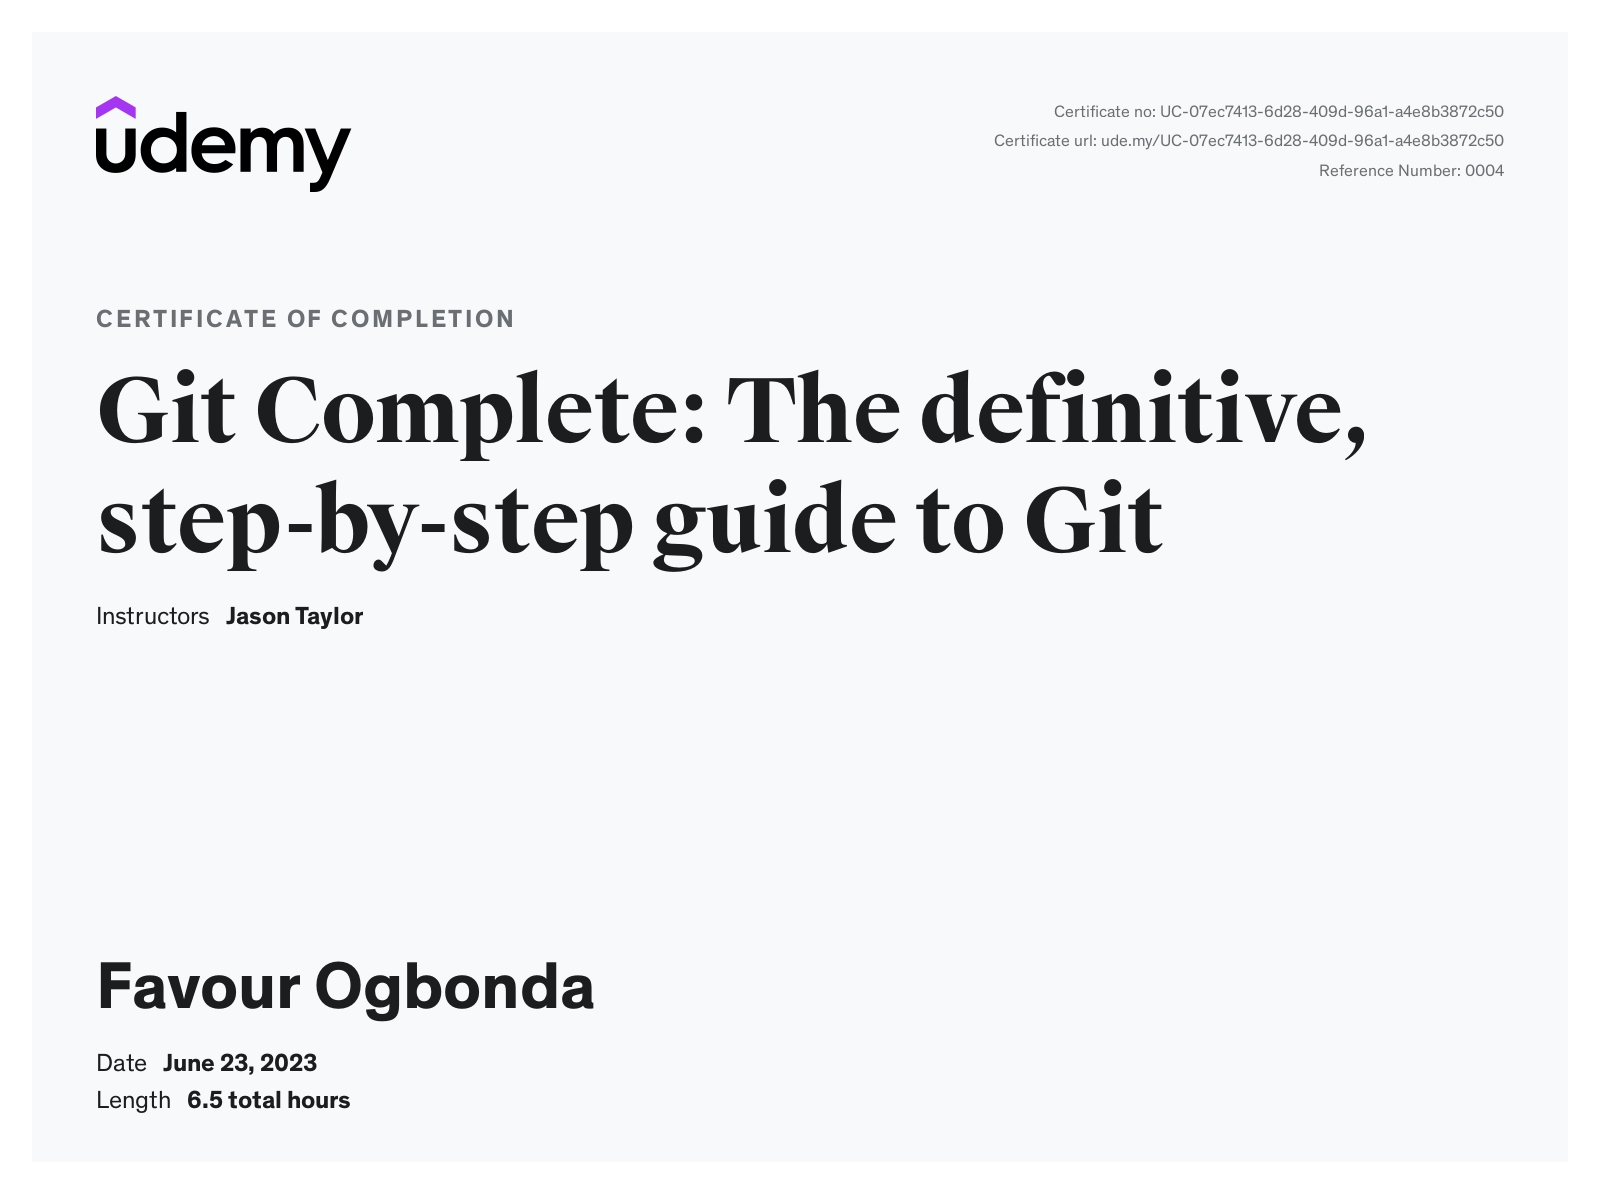 udemy
Certificate no: UC-07ec7413-6d28-409d-96a1-a4e8b3872c50
Certificate url: ude.my/UC-07ec7413-6d28-409d-96a1-a4e8b3872c50
Reference Number: 0004
CERTIFICATE OF COMPLETION
Git Complete: The definitive,
step-by-step guide to Git
Instructors Jason Taylor
Favour Ogbonda
Date June 23, 2023
Length 6.5 total hours